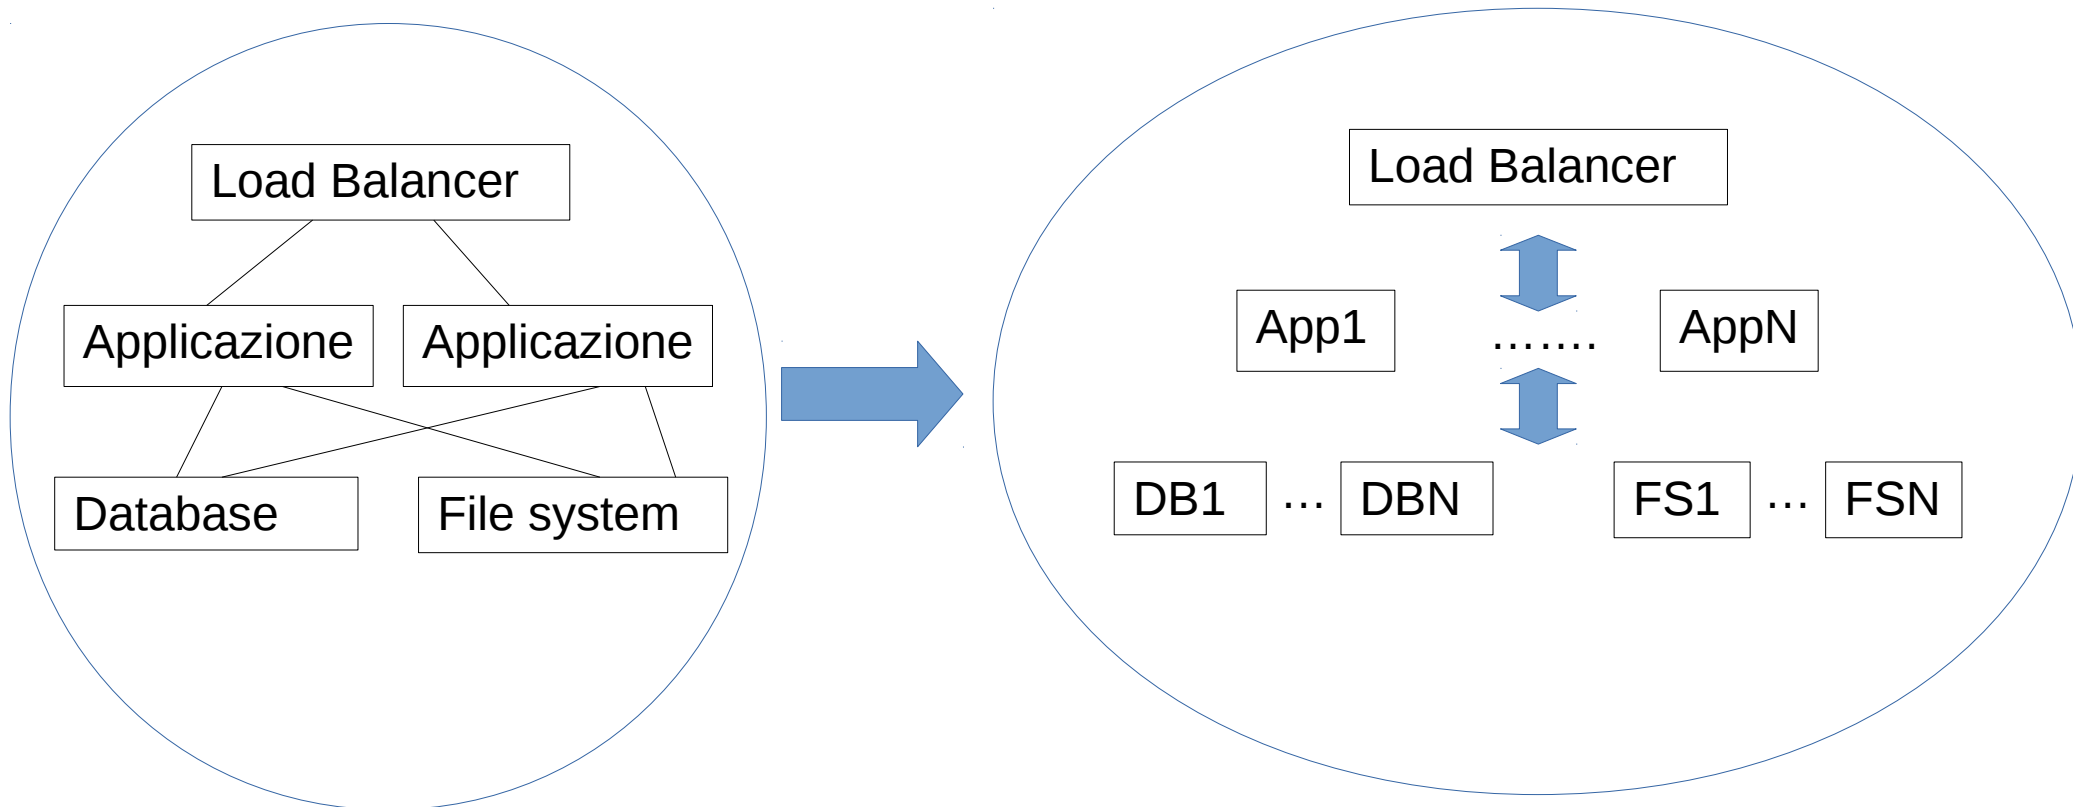 Load Balancer
Applicazione Applicazione
Database File system
Load Balancer
App1 ....... AppN
DB1 ... DBN FS1 ... FSN